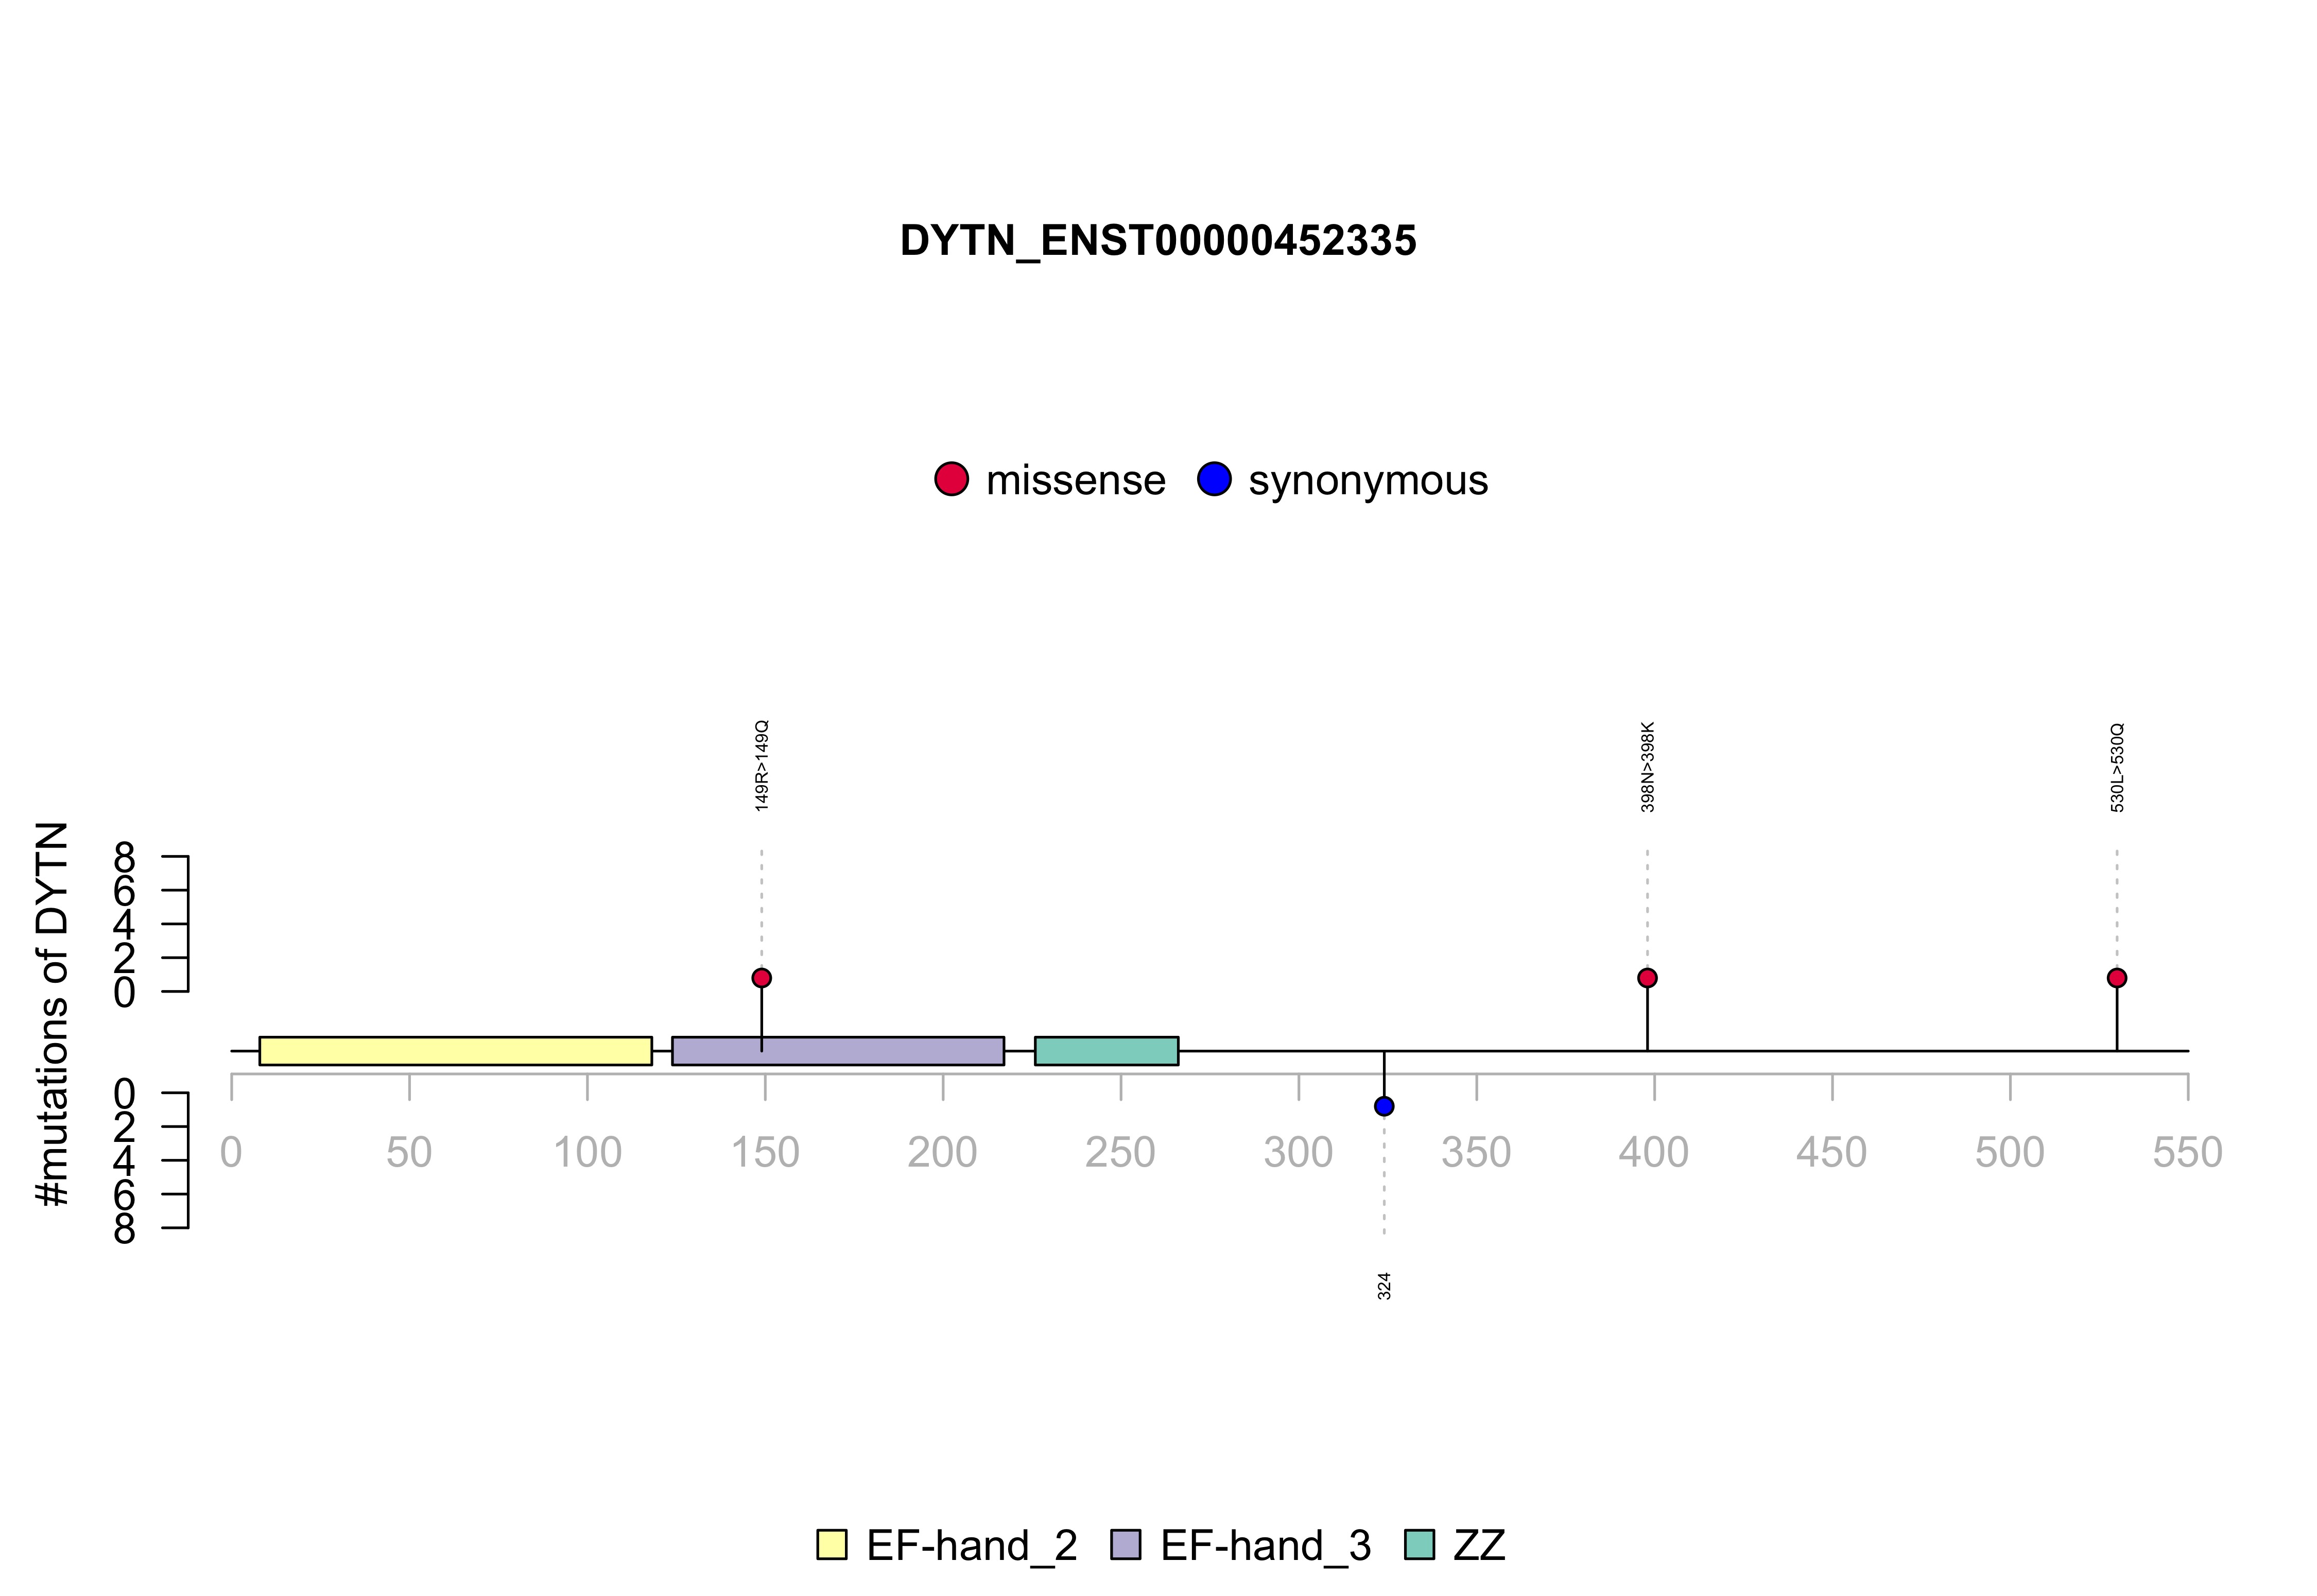 DYTN_ENST00000452335
missense synonymous
149R>149Q 398N>398K 530L>530Q
#mutations of DYTN
8
6
4
2
0
0
2
4
6
8
0 50 100 150 200 250 300 350 400 450 500 550
324
EF-hand_2 EF-hand_3 ZZ